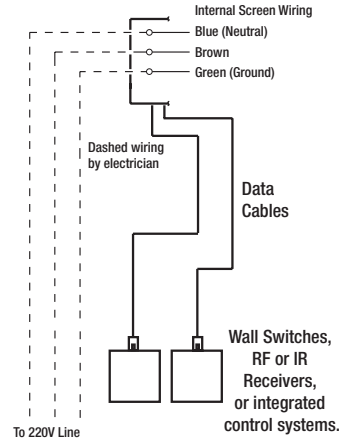 Internal Screen Wiring
Blue (Neutral)
Brown
Green (Ground)
Dashed wiring
by electrician
Data
Cables
Wall Switches,
RF or IR
Receivers,
or integrated
control systems.
To 220V Line